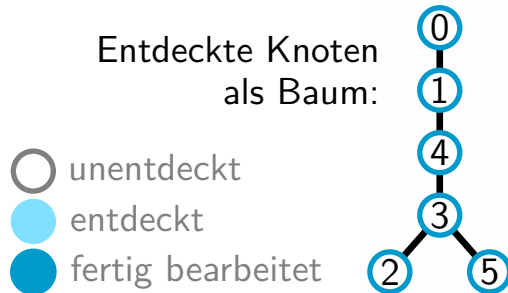 Entdeckte Knoten
als Baum:
unentdeckt
entdeckt
fertig bearbeitet
0
1
4
3
2 5